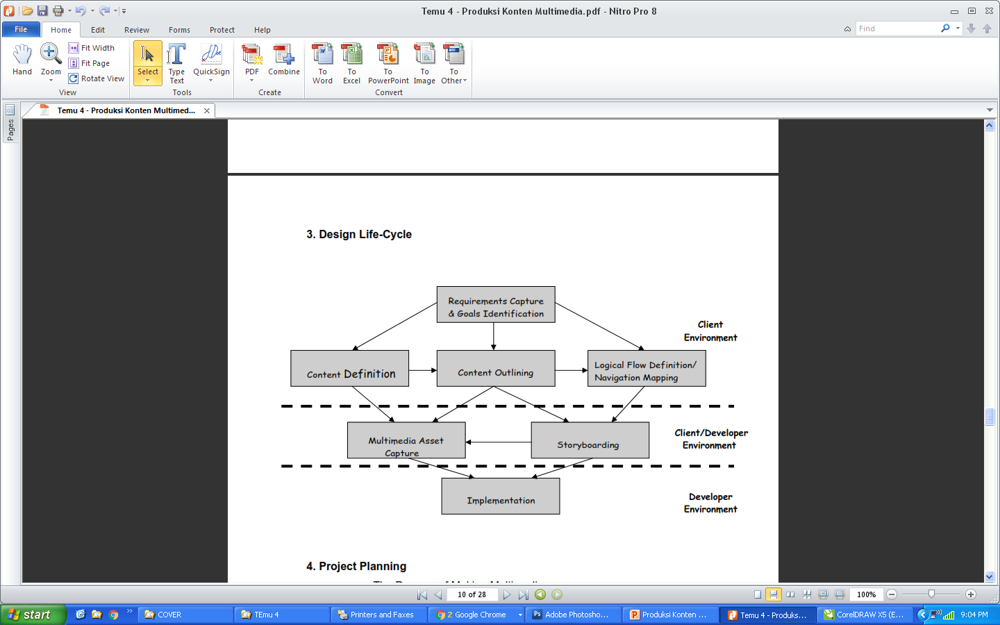 Temu 4 - Produksi Konten Multimedia.pdf - Nitro Pro 8
File
Home
Edit
Review
Forms
Protect
Help
Find
Hand
Zoom
Fit Width
Fit Page
Rotate View
View
Select
Type
Text
QuickSign
Tools
PDF
Combine
Create
To
Word
To
Excel
To
PowerPoint
To
Image
To
Other
Convert
Temu 4 - Produksi Konten Multimed...
Pages
3. Design Life-Cycle
Requirements Capture
& Goals Identification
Client
Environment
Content Definition
Content Outlining
Logical Flow Definition/
Navigation Mapping
Multimedia Asset
Capture
Storyboarding
Client/Developer
Environment
Implementation
Developer
Environment
4. Project Planning
10 of 28
100%
start
COVER
TEmu 4
Printers and Faxes
2 Google Chrome
Adobe Photosho...
Produksi Konten ...
Temu 4 - Produks...
CorelDRAW X5 (E...
9:04 PM